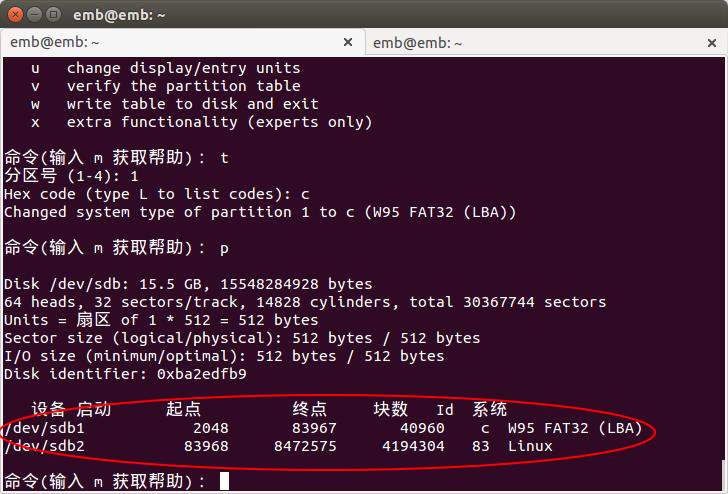 emb@emb: ~
emb@emb: ~ × emb@emb: ~ ×
u change display/entry units
v verify the partition table
w write table to disk and exit
x extra functionality (experts only)
命令(输入 m 获取帮助)： t
分区号 (1-4): 1
Hex code (type L to list codes): c
Changed system type of partition 1 to c (W95 FAT32 (LBA))
命令(输入 m 获取帮助)： p
Disk /dev/sdb: 15.5 GB, 15548284928 bytes
64 heads, 32 sectors/track, 14828 cylinders, total 30367744 sectors
Units = 扇区 of 1 * 512 = 512 bytes
Sector size (logical/physical): 512 bytes / 512 bytes
I/O size (minimum/optimal): 512 bytes / 512 bytes
Disk identifier: 0xba2edfb9
设备 启动 起点 终点 块数 Id 系统
/dev/sdb1 2048 83967 40960 c W95 FAT32 (LBA)
/dev/sdb2 83968 8472575 4194304 83 Linux
命令(输入 m 获取帮助)：